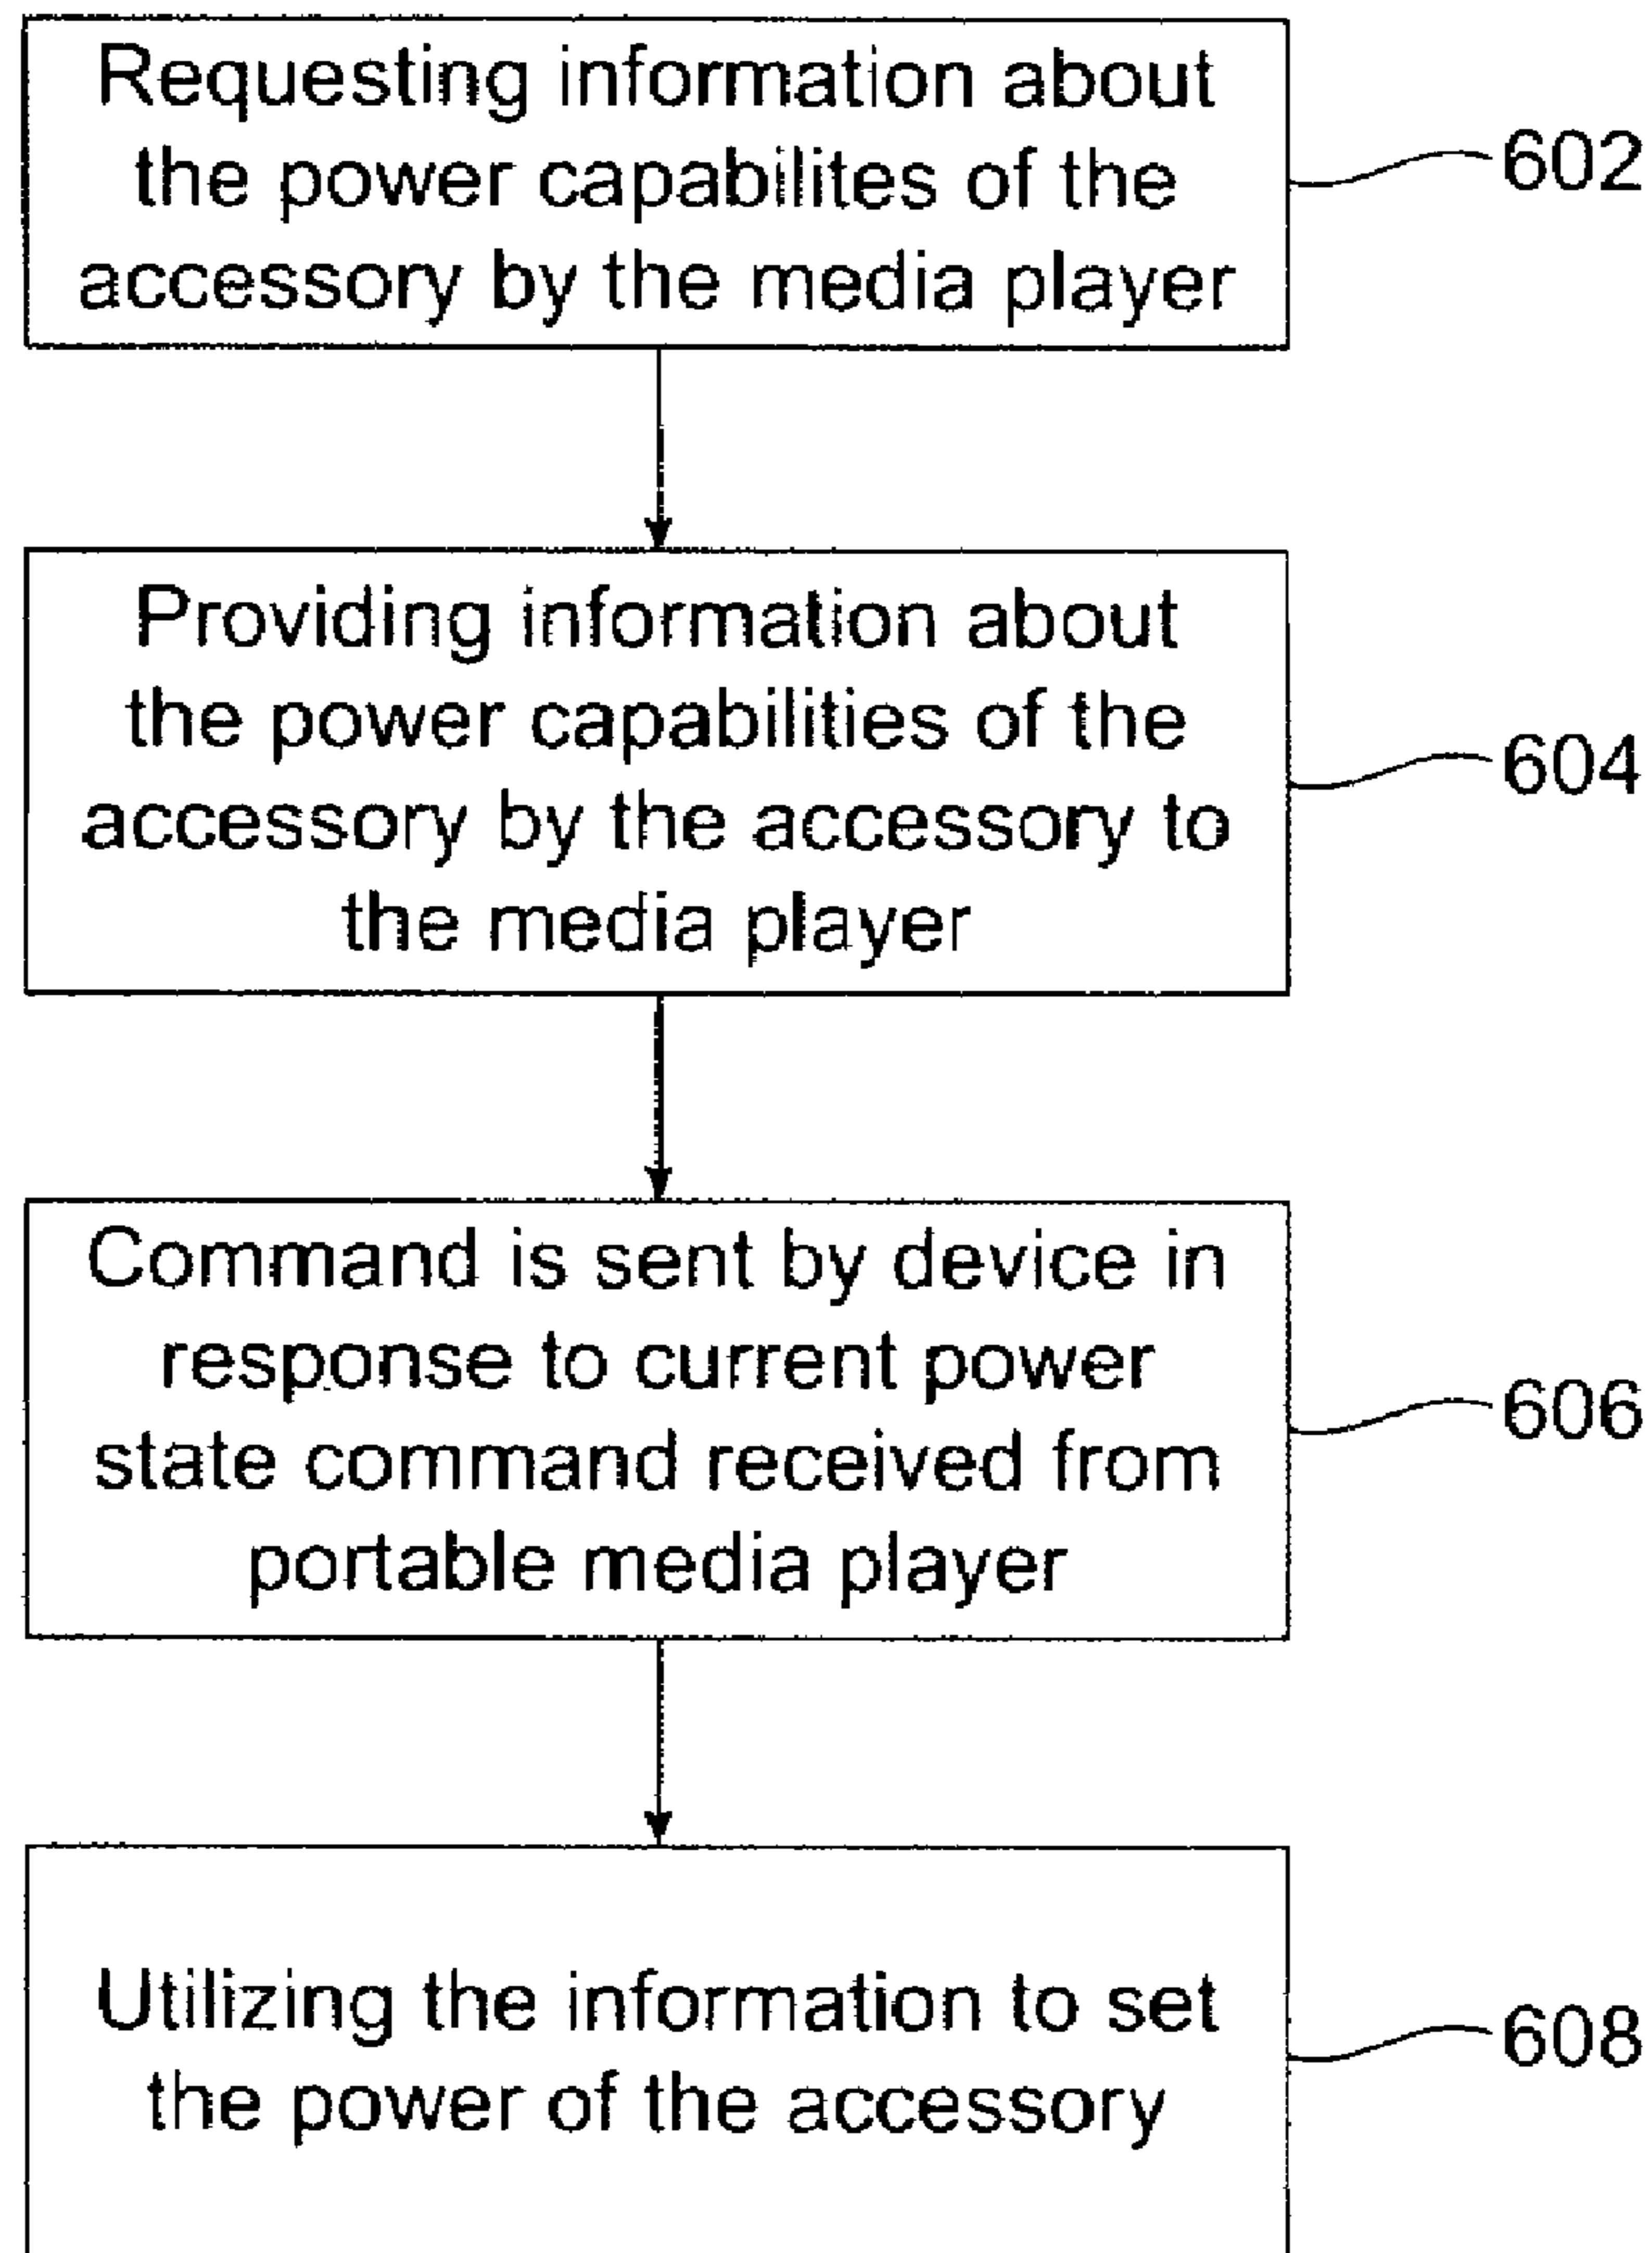 Requesting information about
the power capabilites of the
accessory by the media player
602
Providing information about
the power capabilities of the
accessory by the accessory to
the media player
604
Command is sent by device in
response to current power
state command received from
portable media player
606
Utilizing the information to set
the power of the accessory
608